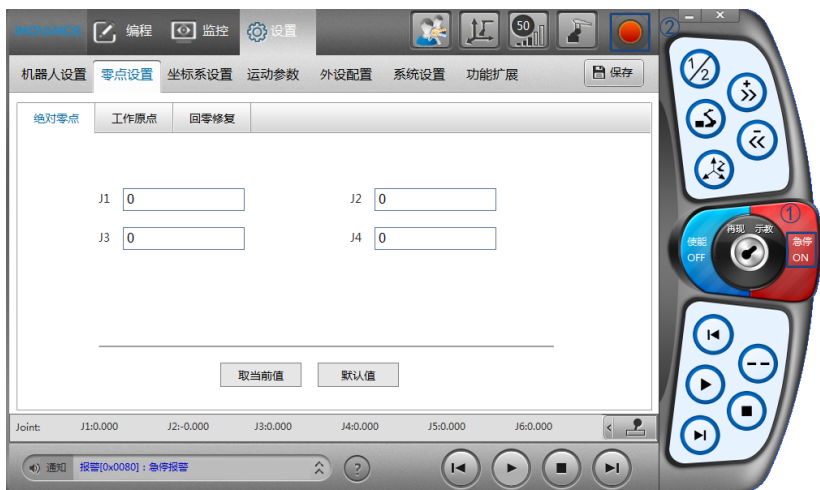 INOVANCE 编程 监控 设置 50 ②
机器人设置 零点设置 坐标系设置 运动参数 外设配置 系统设置 功能扩展 保存
绝对零点 工作原点 回零修复
J1 0 J2 0
J3 0 J4 0
取当前值 默认值
Joint: J1:0.000 J2:-0.000 J3:0.000 J4:0.000 J5:0.000 J6:0.000
通知 报警[0x0080]:急停报警 ?
1/2
①
再现 示教
使能 急停
OFF ON